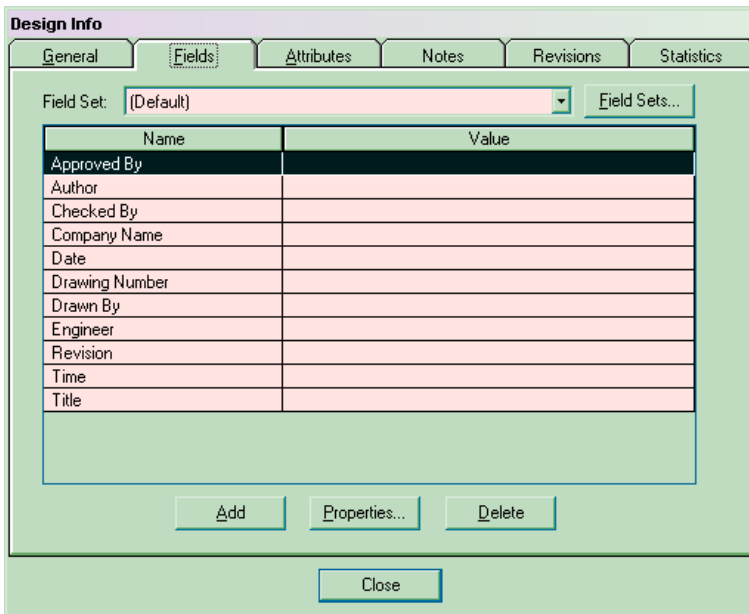 Design Info
General Fields Attributes Notes Revisions Statistics
Field Set: (Default) Field Sets...
Name Value
Approved By
Author
Checked By
Company Name
Date
Drawing Number
Drawn By
Engineer
Revision
Time
Title
Add Properties... Delete
Close